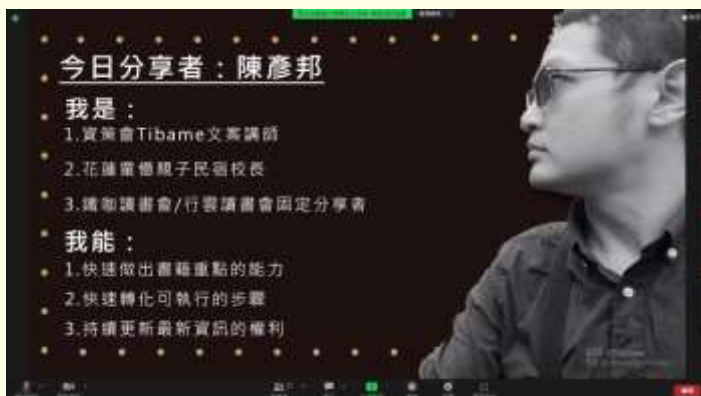 今日分享者：陳彥邦
我是：
1.資策會Tibame文案講師
2.花蓮童憶親子民宿校長
3.鐵咖讀書會/行雲讀書會固定分享者
我能：
1.快速做出書籍重點的能力
2.快速轉化可執行的步驟
3.持續更新最新資訊的權利